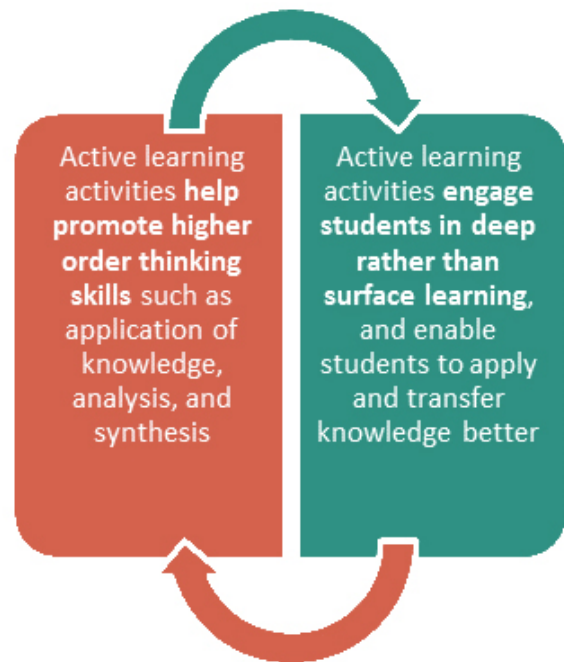 Active learning
activities help
promote higher
order thinking
skills such as
application of
knowledge,
analysis, and
synthesis
Active learning
activities engage
students in deep
rather than
surface learning,
and enable
students to apply
and transfer
knowledge better